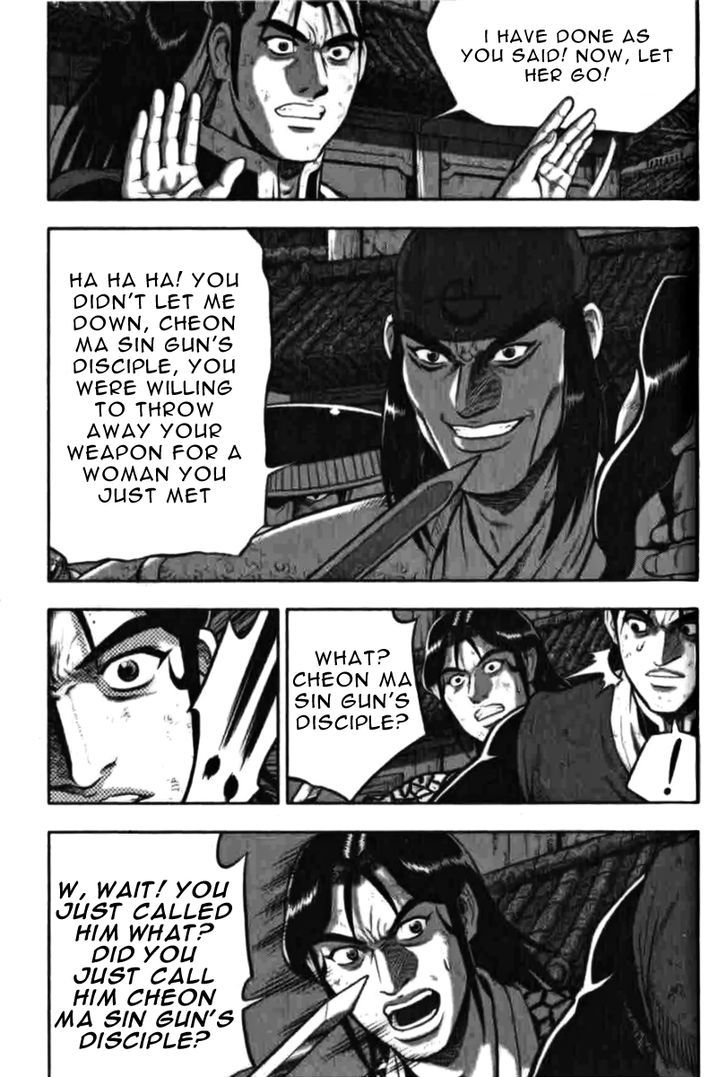 I HAVE DONE AS
YOU SAID! NOW, LET
HER GO!
HA HA HA! YOU
DIDN'T LET ME
DOWN, CHEON
MA SIN GUN'S
DISCIPLE, YOU
WERE WILLING
TO THROW
AWAY YOUR
WEAPON FOR A
WOMAN YOU
JUST MET
WHAT?
CHEON MA
SIN GUN'S
DISCIPLE?
!
W, WAIT! YOU
JUST CALLED
HIM WHAT?
DID YOU
JUST CALL
HIM CHEON
MA SIN GUN'S
DISCIPLE?